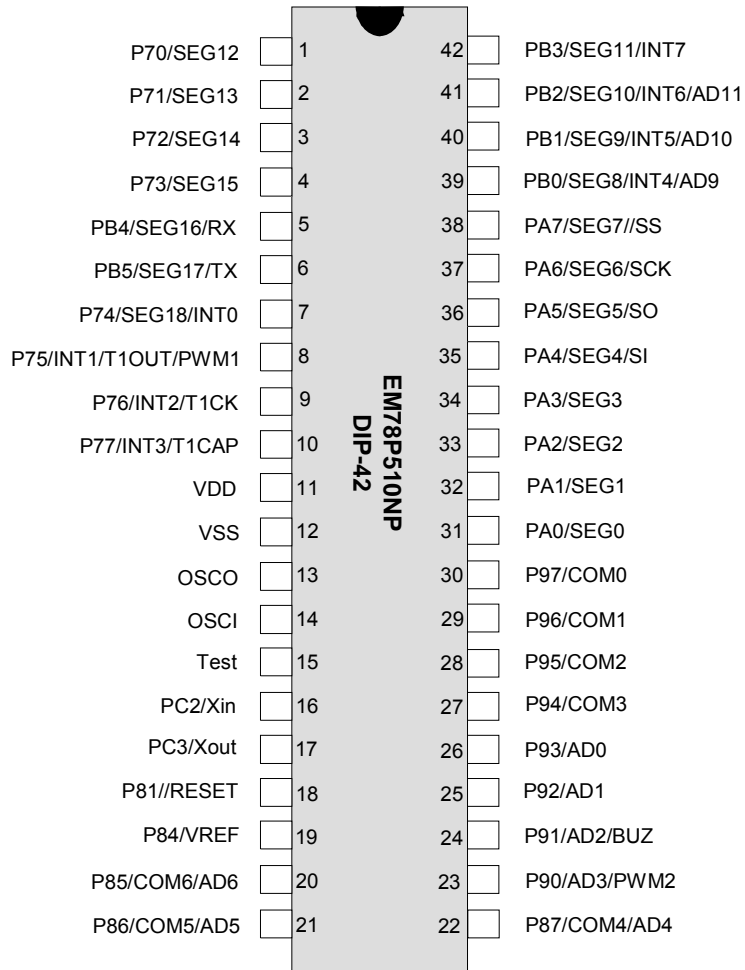 P70/SEG12 1 42 PB3/SEG11/INT7
P71/SEG13 2 41 PB2/SEG10/INT6/AD11
P72/SEG14 3 40 PB1/SEG9/INT5/AD10
P73/SEG15 4 39 PB0/SEG8/INT4/AD9
PB4/SEG16/RX 5 38 PA7/SEG7//SS
PB5/SEG17/TX 6 37 PA6/SEG6/SCK
P74/SEG18/INT0 7 36 PA5/SEG5/SO
P75/INT1/T1OUT/PWM1 8 35 PA4/SEG4/SI
P76/INT2/T1CK 9 34 PA3/SEG3
P77/INT3/T1CAP 10 33 PA2/SEG2
VDD 11 32 PA1/SEG1
VSS 12 31 PA0/SEG0
OSCO 13 30 P97/COM0
OSCI 14 29 P96/COM1
Test 15 28 P95/COM2
PC2/Xin 16 27 P94/COM3
PC3/Xout 17 26 P93/AD0
P81//RESET 18 25 P92/AD1
P84/VREF 19 24 P91/AD2/BUZ
P85/COM6/AD6 20 23 P90/AD3/PWM2
P86/COM5/AD5 21 22 P87/COM4/AD4
EM78P510NP
DIP-42